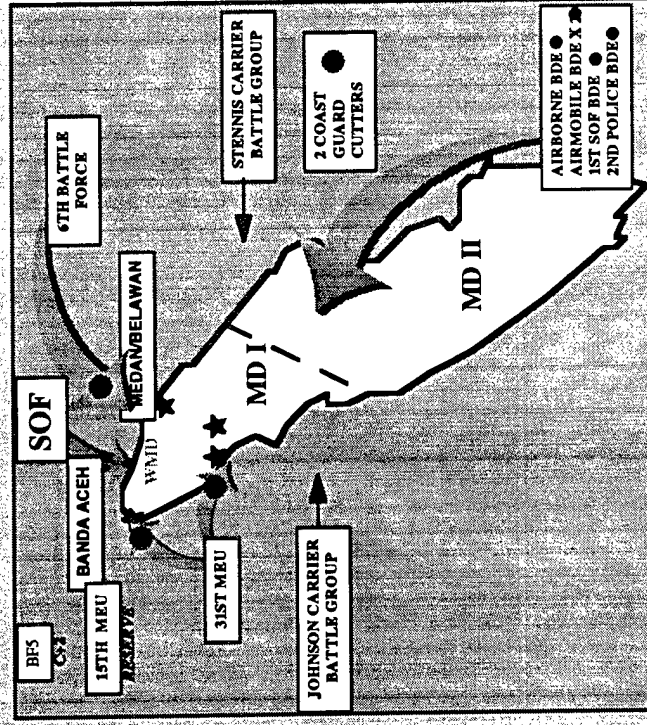 BF5
15TH MEU
RESERVE
BANDA ACEH
SOF
6TH BATTLE
FORCE
MEDAN/BELAWAN
WMD
31ST MEU
MD I
STENNIS CARRIER
BATTLE GROUP
2 COAST
GUARD
CUTTERS
JOHNSON CARRIER
BATTLE GROUP
MD II
AIRBORNE BDE
AIRMOBILE BDE X
1ST SOF BDE
2ND POLICE BDE